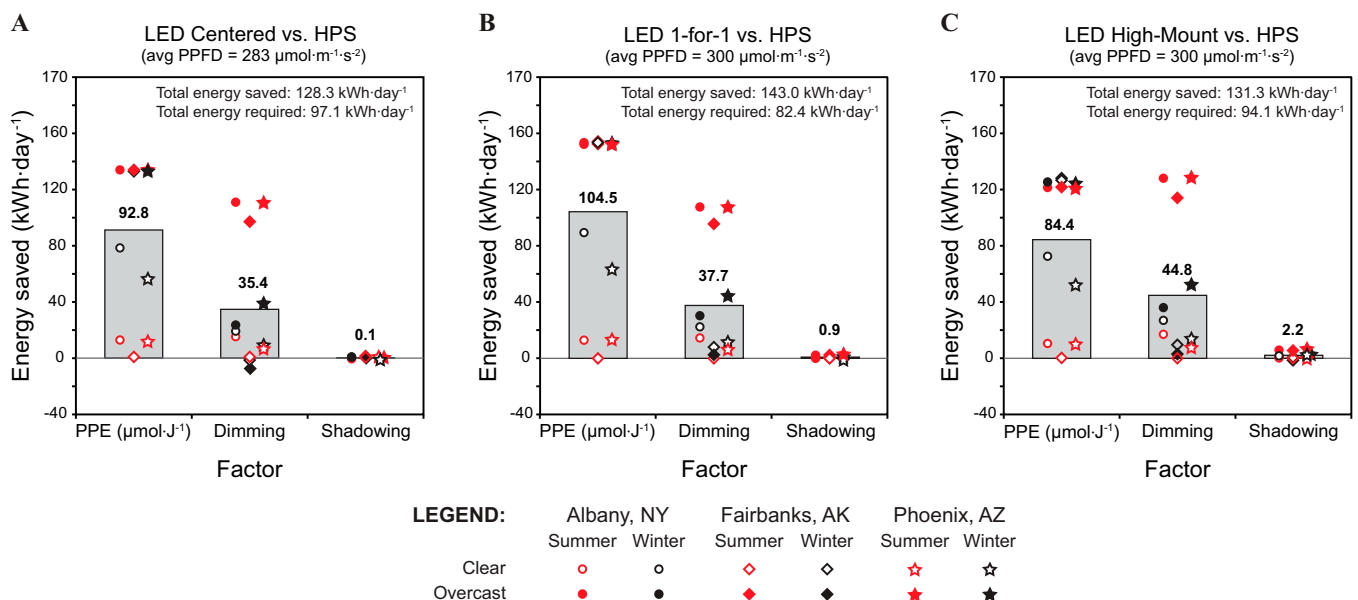 A
LED Centered vs. HPS
(avg PPFD = 283 µmol·m⁻¹·s⁻²)
Total energy saved: 128.3 kWh·day⁻¹
Total energy required: 97.1 kWh·day⁻¹
Energy saved (kWh·day⁻¹)
170
160
120
80
40
0
-40
92.8
35.4
0.1
PPE (µmol·J⁻¹)
Dimming
Shadowing
Factor
B
LED 1-for-1 vs. HPS
(avg PPFD = 300 µmol·m⁻¹·s⁻²)
Total energy saved: 143.0 kWh·day⁻¹
Total energy required: 82.4 kWh·day⁻¹
Energy saved (kWh·day⁻¹)
170
160
120
80
40
0
-40
104.5
37.7
0.9
PPE (µmol·J⁻¹)
Dimming
Shadowing
Factor
C
LED High-Mount vs. HPS
(avg PPFD = 300 µmol·m⁻¹·s⁻²)
Total energy saved: 131.3 kWh·day⁻¹
Total energy required: 94.1 kWh·day⁻¹
Energy saved (kWh·day⁻¹)
170
160
120
80
40
0
-40
84.4
44.8
2.2
PPE (µmol·J⁻¹)
Dimming
Shadowing
Factor
LEGEND: Albany, NY Fairbanks, AK Phoenix, AZ
Summer Winter Summer Winter Summer Winter
Clear
Overcast